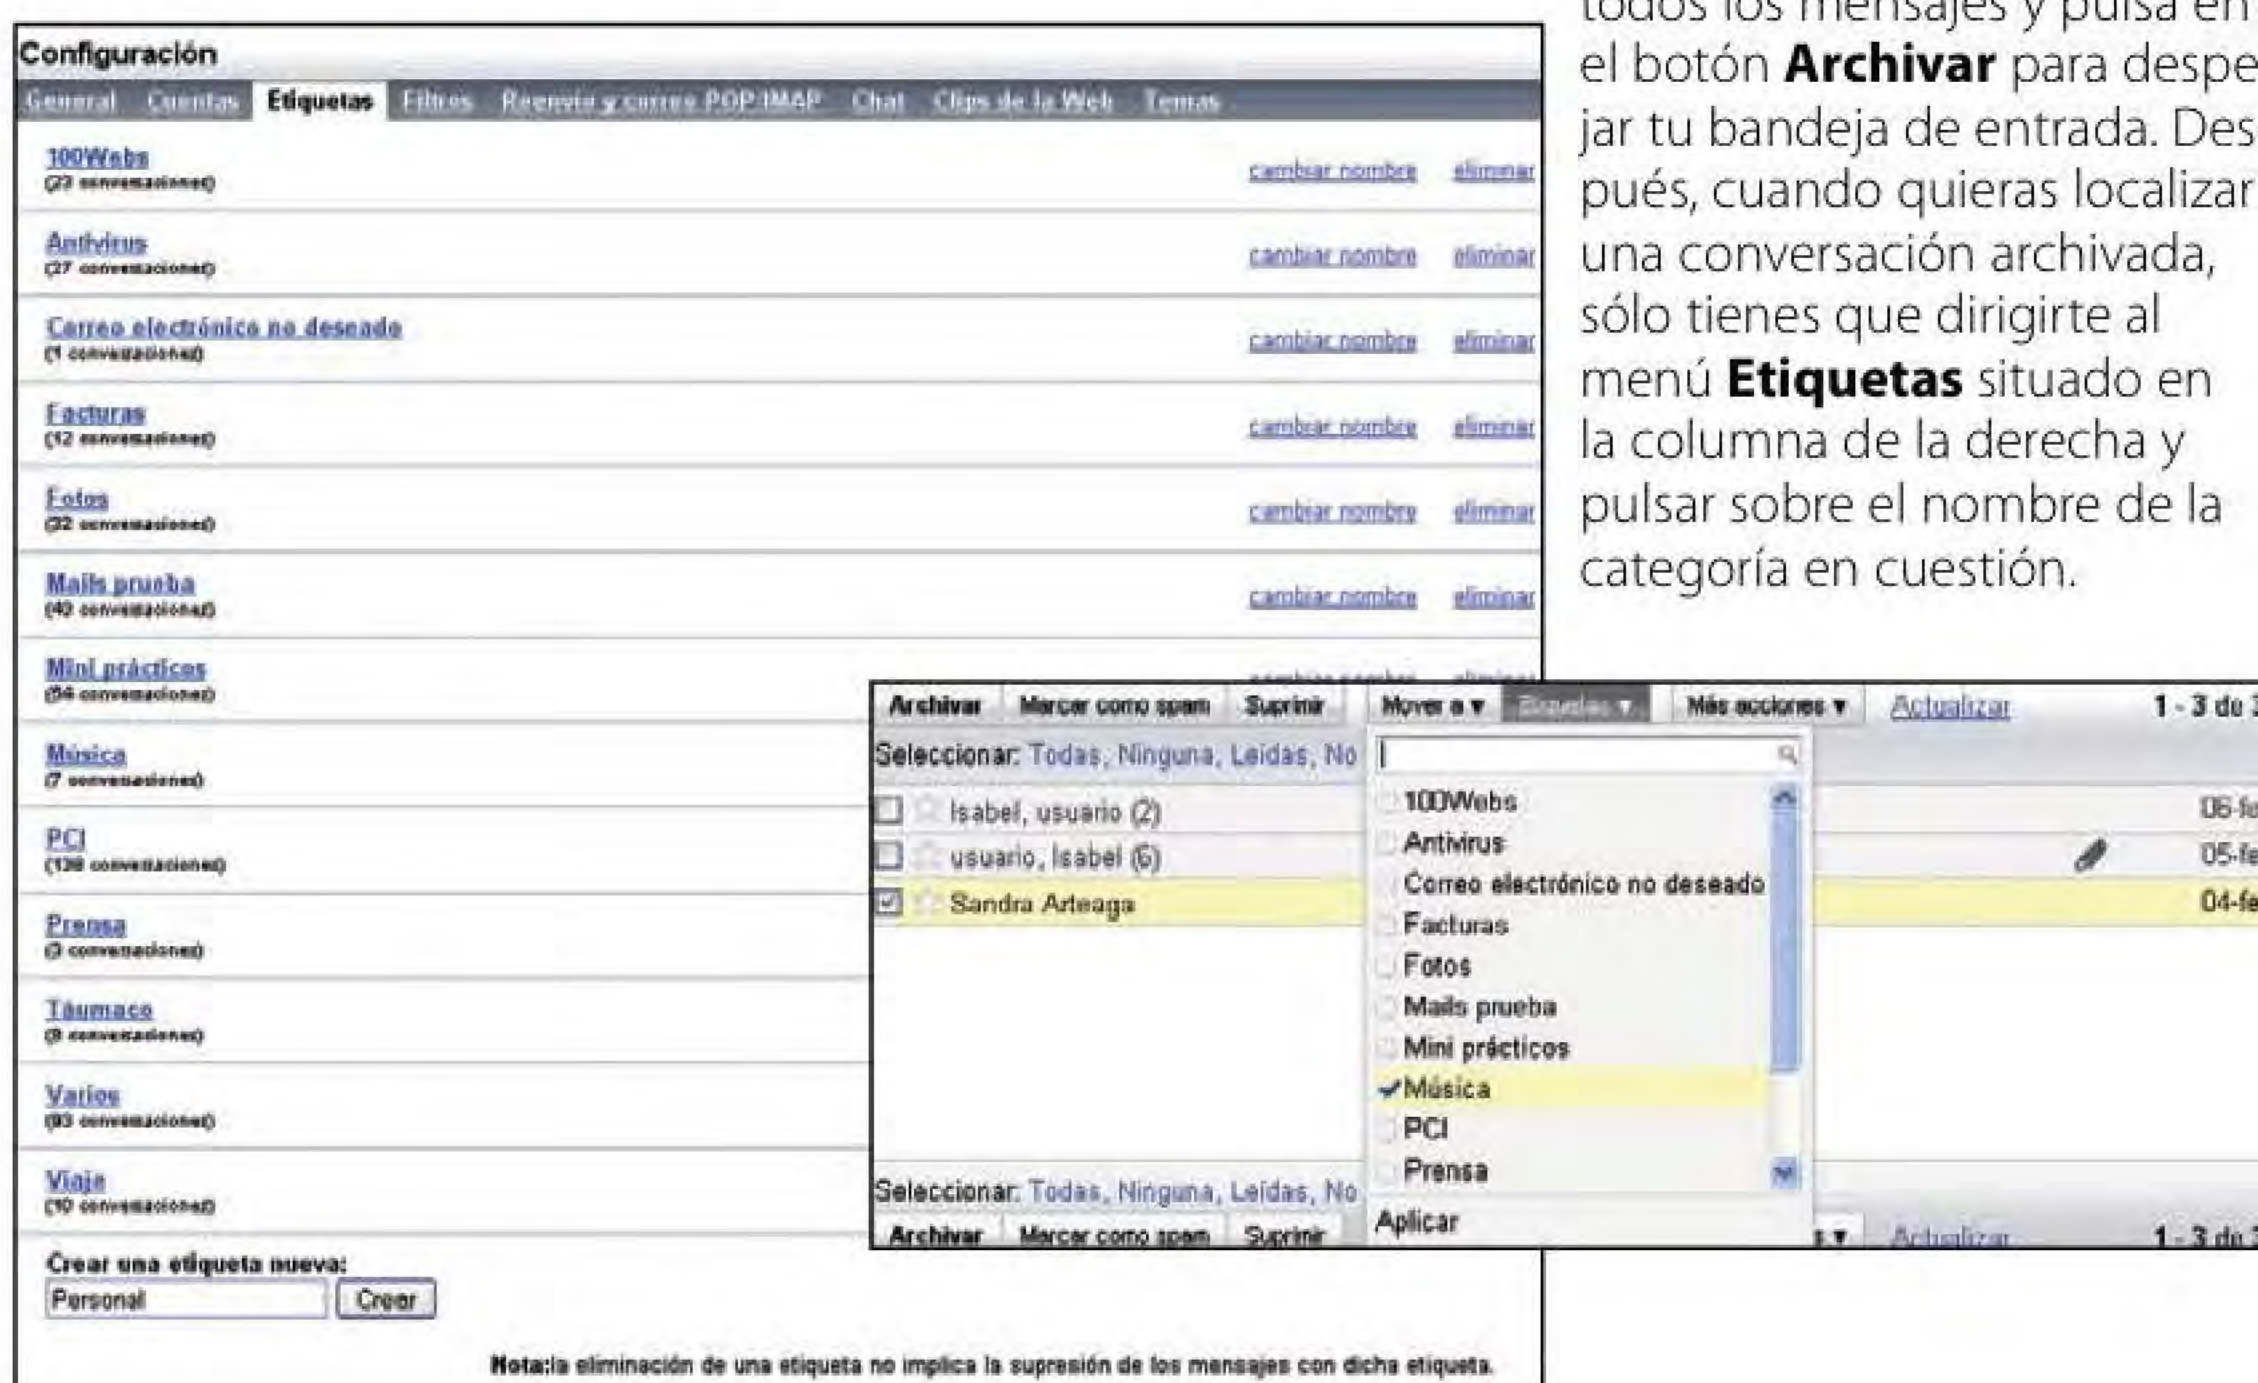 Configuración
General Cuentas Etiquetas Filtros Reenvío y correo POP/IMAP Chat Clips de la Web Temas
100Webs
(23 conversaciones)
cambiar nombre eliminar
Antivirus
(27 conversaciones)
cambiar nombre eliminar
Correo electrónico no deseado
(1 conversaciones)
cambiar nombre eliminar
Facturas
(12 conversaciones)
cambiar nombre eliminar
Fotos
conversaciones)
cambiar nombre eliminar
Mails prueba
conversaciones)
cambiar nombre eliminar
Mini prácticos
conversaciones)
cambiar nombre eliminar
Música
(7 conversaciones)
PCI
conversaciones)
Prensa
(3 conversaciones)
Táumaco
conversaciones)
Varios
conversaciones)
Viaje
(10 conversaciones)
Crear una etiqueta nueva:
Personal Crear
Nota:la eliminación de una etiqueta no implica la supresión de los mensajes con dicha etiqueta.
todos los mensajes y pulsa en
el botón Archivar para despe
jar tu bandeja de entrada. Des
pués, cuando quieras localizar
una conversación archivada,
sólo tienes que dirigirte al
menú Etiquetas situado en
la columna de la derecha y
pulsar sobre el nombre de la
categoría en cuestión.
Archivar Marcar como spam Suprimir Mover a ▾ Etiquetas ▾ Más acciones ▾ Actualizar 1 - 3 de 3
Seleccionar: Todas, Ninguna, Leídas, No
Isabel, usuario (2) 06-fe
usuario, Isabel (6) 05-fe
Sandra Arteaga 04-fe
100Webs
Antivirus
Correo electrónico no deseado
Facturas
Fotos
Mails prueba
Mini prácticos
Música
PCI
Prensa
Aplicar
Seleccionar: Todas, Ninguna, Leídas, No
Archivar Marcar como spam Suprimir s ▾ Actualizar 1 - 3 de 3